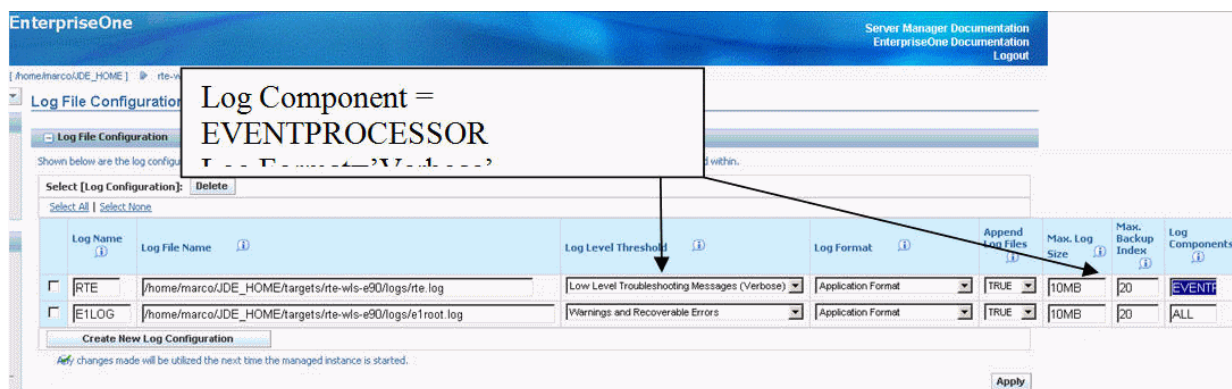 EnterpriseOne
Server Manager Documentation
EnterpriseOne Documentation
Logout
[ /home/marco/JDE_HOME ] rte-w
Log File Configuration
Log Component =
EVENTPROCESSOR
Log Format='Verbose'
Log File Configu
Shown below are the log configu
d within.
Select [Log Configuration]: Delete
Select All | Select None
Log Name
Log File Name
Log Level Threshold
Log Format
Append Log Files
Max. Log Size
Max. Backup Index
Log Components
RTE /home/marco/JDE_HOME/targets/rte-wls-e90/logs/rte.log Low Level Troubleshooting Messages (Verbose) Application Format TRUE 10MB 20 EVENTP
E1LOG /home/marco/JDE_HOME/targets/rte-wls-e90/logs/e1root.log Warnings and Recoverable Errors Application Format TRUE 10MB 20 ALL
Create New Log Configuration
changes made will be utilized the next time the managed instance is started.
Apply